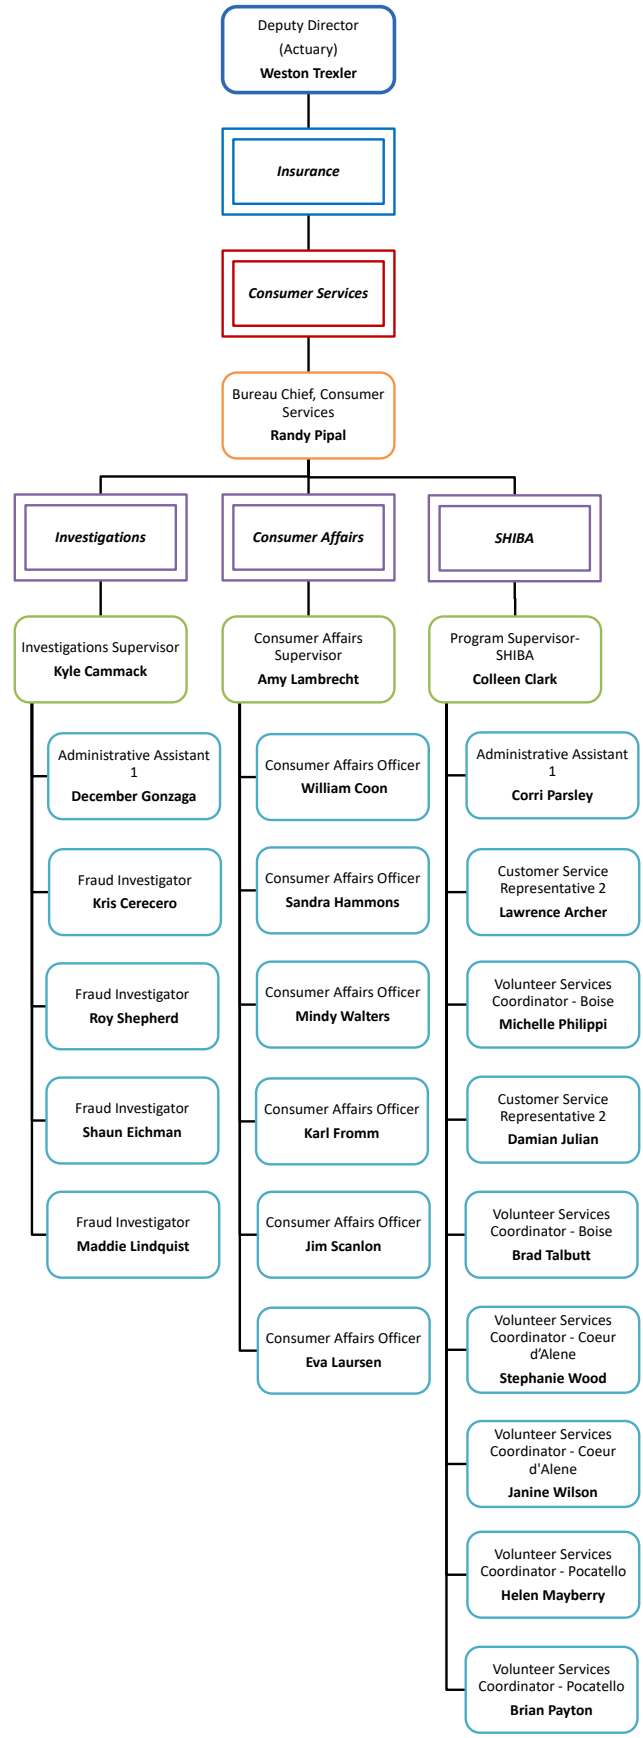 Deputy Director
(Actuary)
Weston Trexler
Insurance
Consumer Services
Bureau Chief, Consumer
Services
Randy Pipal
Investigations
Consumer Affairs
SHIBA
Investigations Supervisor
Kyle Cammack
Consumer Affairs
Supervisor
Amy Lambrecht
Program Supervisor-
SHIBA
Colleen Clark
Administrative Assistant
1
December Gonzaga
Kris Cerecero
Fraud Investigator
Roy Shepherd
Fraud Investigator
Shaun Eichman
Fraud Investigator
Maddie Lindquist
Fraud Investigator
Consumer Affairs Officer
William Coon
Consumer Affairs Officer
Sandra Hammons
Consumer Affairs Officer
Mindy Walters
Consumer Affairs Officer
Karl Fromm
Consumer Affairs Officer
Jim Scanlon
Consumer Affairs Officer
Eva Laursen
Administrative Assistant
1
Corri Parsley
Customer Service
Representative 2
Lawrence Archer
Volunteer Services
Coordinator - Boise
Michelle Philippi
Customer Service
Representative 2
Damian Julian
Volunteer Services
Coordinator - Boise
Brad Talbutt
Volunteer Services
Coordinator - Coeur
d’Alene
Stephanie Wood
Volunteer Services
Coordinator - Coeur
d'Alene
Janine Wilson
Volunteer Services
Coordinator - Pocatello
Helen Mayberry
Volunteer Services
Coordinator - Pocatello
Brian Payton